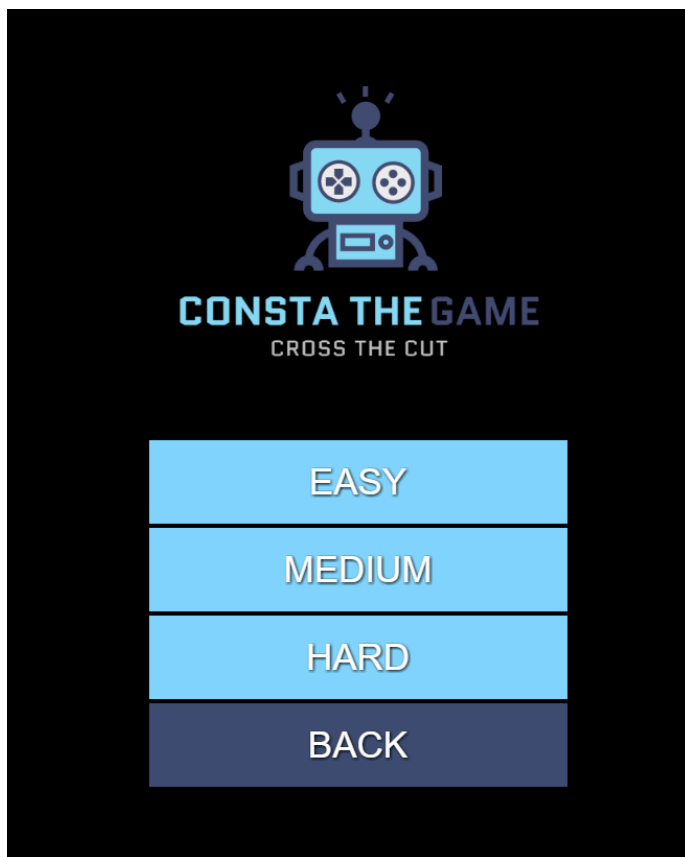 CONSTA THE GAME
CROSS THE CUT
EASY
MEDIUM
HARD
BACK